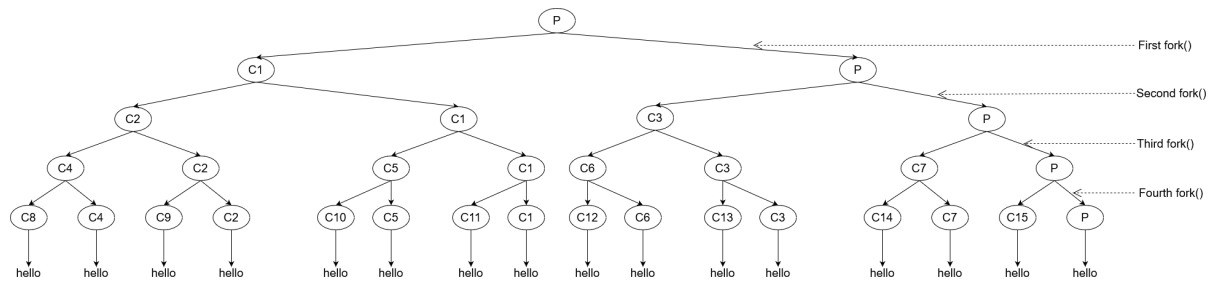 P
First fork()
C1 P
Second fork()
C2 C1 C3 P
Third fork()
C4 C2 C5 C1 C6 C3 C7 P
Fourth fork()
C8 C4 C9 C2 C10 C5 C11 C1 C12 C6 C13 C3 C14 C7 C15 P
hello hello hello hello hello hello hello hello hello hello hello hello hello hello hello hello